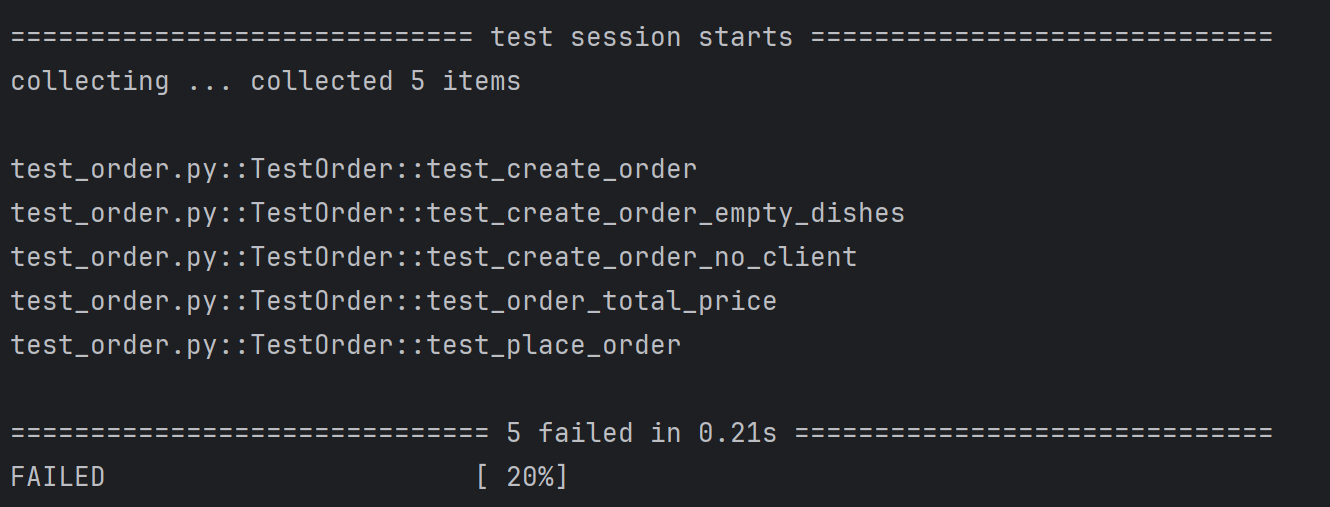 ============================= test session starts =============================
collecting ... collected 5 items
test_order.py::TestOrder::test_create_order
test_order.py::TestOrder::test_create_order_empty_dishes
test_order.py::TestOrder::test_create_order_no_client
test_order.py::TestOrder::test_order_total_price
test_order.py::TestOrder::test_place_order
============================== 5 failed in 0.21s ==============================
FAILED                       [ 20%]